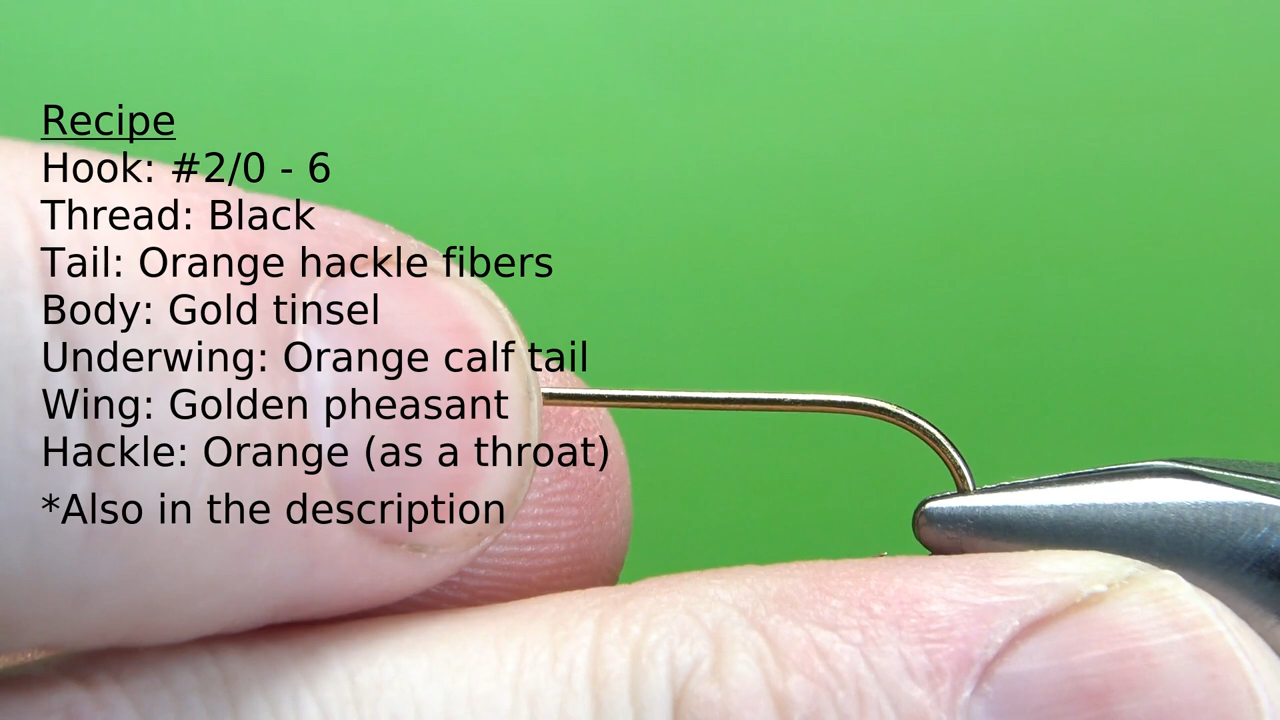 Recipe
Hook: #2/0 - 6
Thread: Black
Tail: Orange hackle fibers
Body: Gold tinsel
Underwing: Orange calf tail
Wing: Golden pheasant
Hackle: Orange (as a throat)
*Also in the description